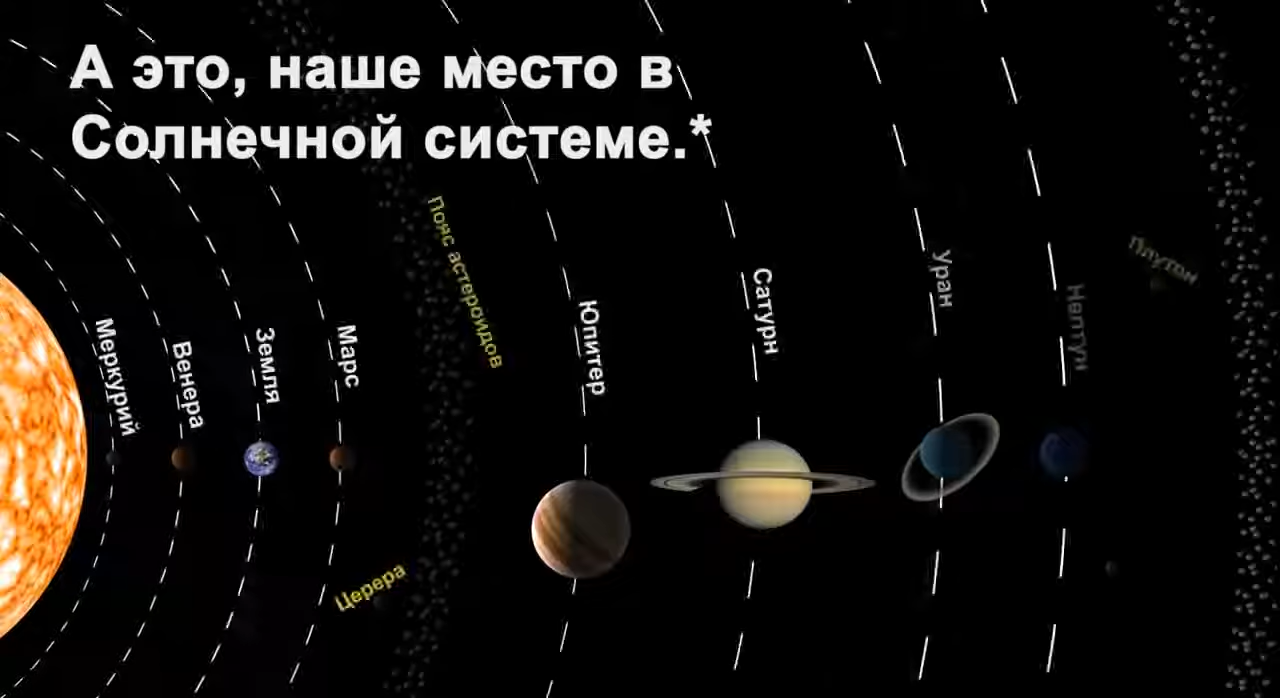 А это, наше место в
Солнечной системе.*
Меркурий
Венера
Земля
Марс
Пояс астероидов
Церера
Юпитер
Сатурн
Уран
Нептун
Плутон